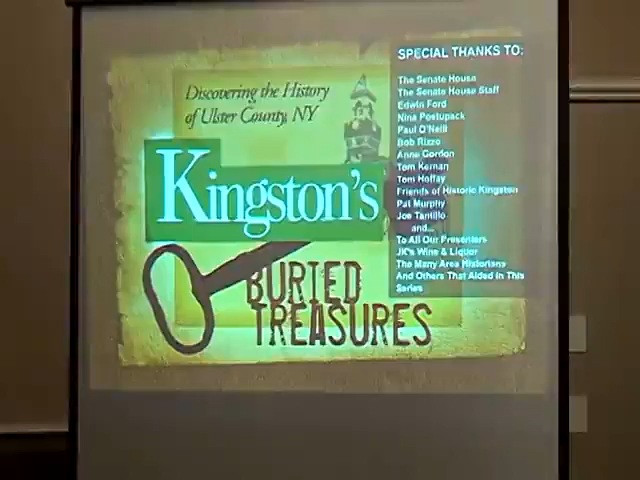 Discovering the History
of Ulster County, NY
Kingston's
BURIED
TREASURES
SPECIAL THANKS TO:
The Senate House
The Senate House Staff
Edwin Ford
Nina Postupack
Paul O'Neill
Bob Rizzo
Anne Gordon
Tom Kernan
Tom Hoffay
Friends of Historic Kingston
Pat Murphy
Joe Tantillo
and...
To All Our Presenters
JK's Wine & Liquor
The Many Area Historians
And Others That Aided In This
Series